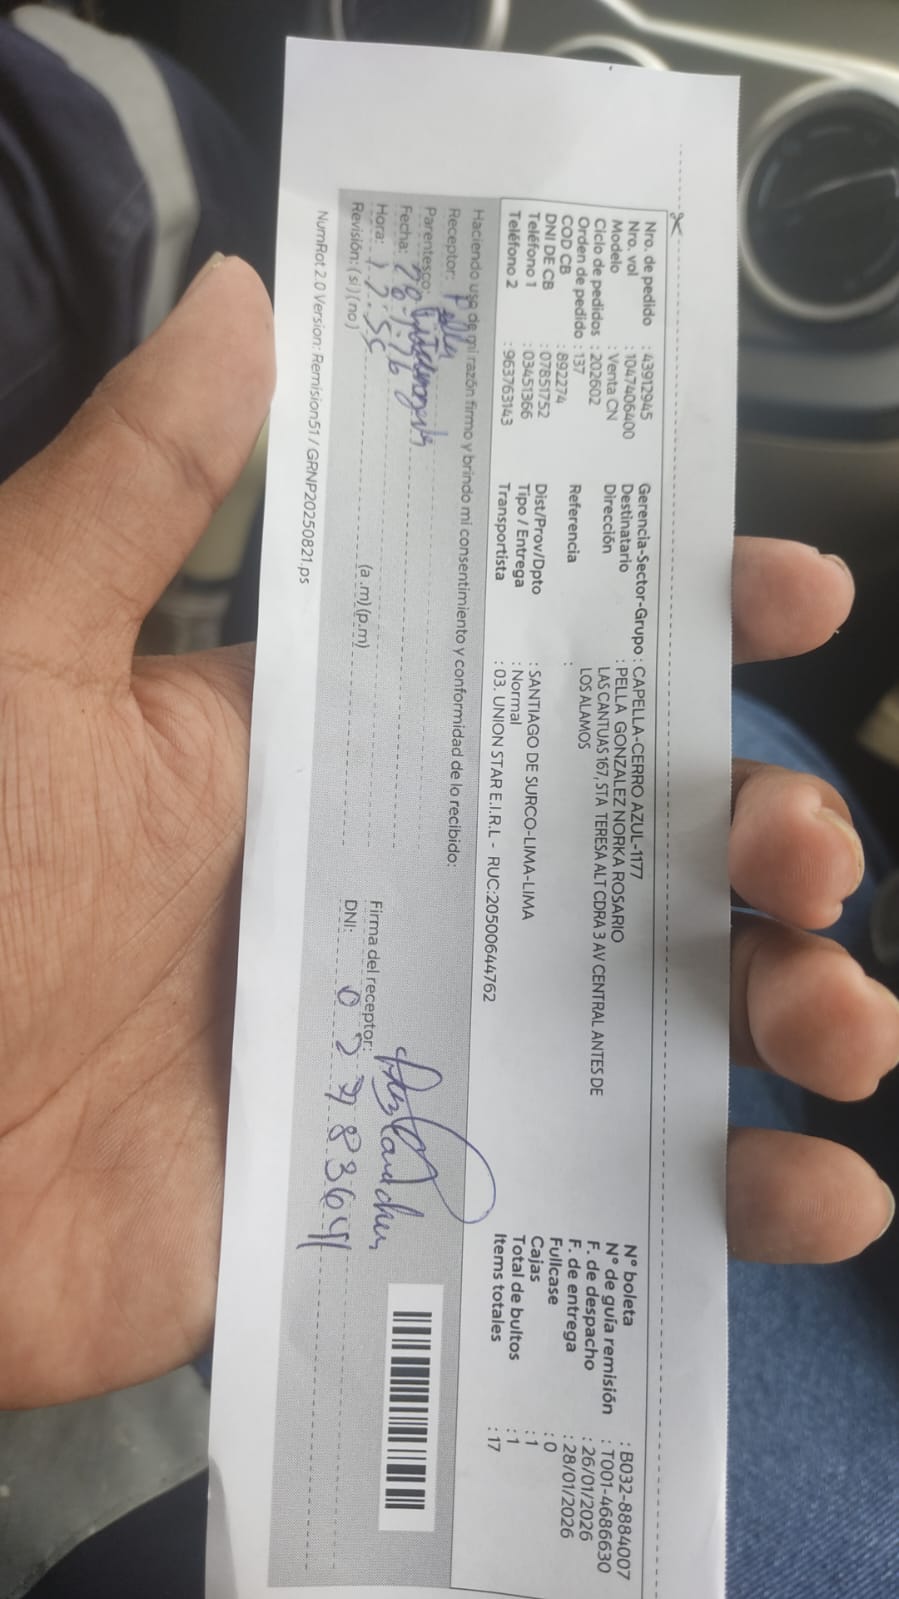 Nro. de pedido : 43912945
Nro. vol : 1047406400
Modelo : Venta CN
Ciclo de pedidos : 202602
Orden de pedido : 137
COD CB : 892274
DNI DE CB : 07851752
Teléfono 1 : 03451366
Teléfono 2 : 963763143
Gerencia-Sector-Grupo : CAPELLA-CERRO AZUL-1177
Destinatario : PELLA GONZALEZ NORKA ROSARIO
Dirección : LAS CANTUAS 167, STA TERESA ALT CDRA 3 AV CENTRAL ANTES DE
LOS ALAMOS
Referencia :
Dist/Prov/Dpto : SANTIAGO DE SURCO-LIMA-LIMA
Tipo / Entrega : Normal
Transportista : 03. UNION STAR E.I.R.L - RUC:20500644762
N° boleta : B032-8884007
N° de guía remisión : T001-4686630
F. de despacho : 26/01/2026
F. de entrega : 28/01/2026
Fullcase : 0
Cajas : 1
Total de bultos : 1
Items totales : 17
Haciendo uso de mi razón firmo y brindo mi consentimiento y conformidad de lo recibido:
Receptor: Pella
Parentesco:
Fecha:
Hora: 12:55 (a.m)(p.m)
Revisión: (si) (no)
Firma del receptor:
DNI:
NumRot 2.0 Version: Remision51 / GRNP20250821.ps